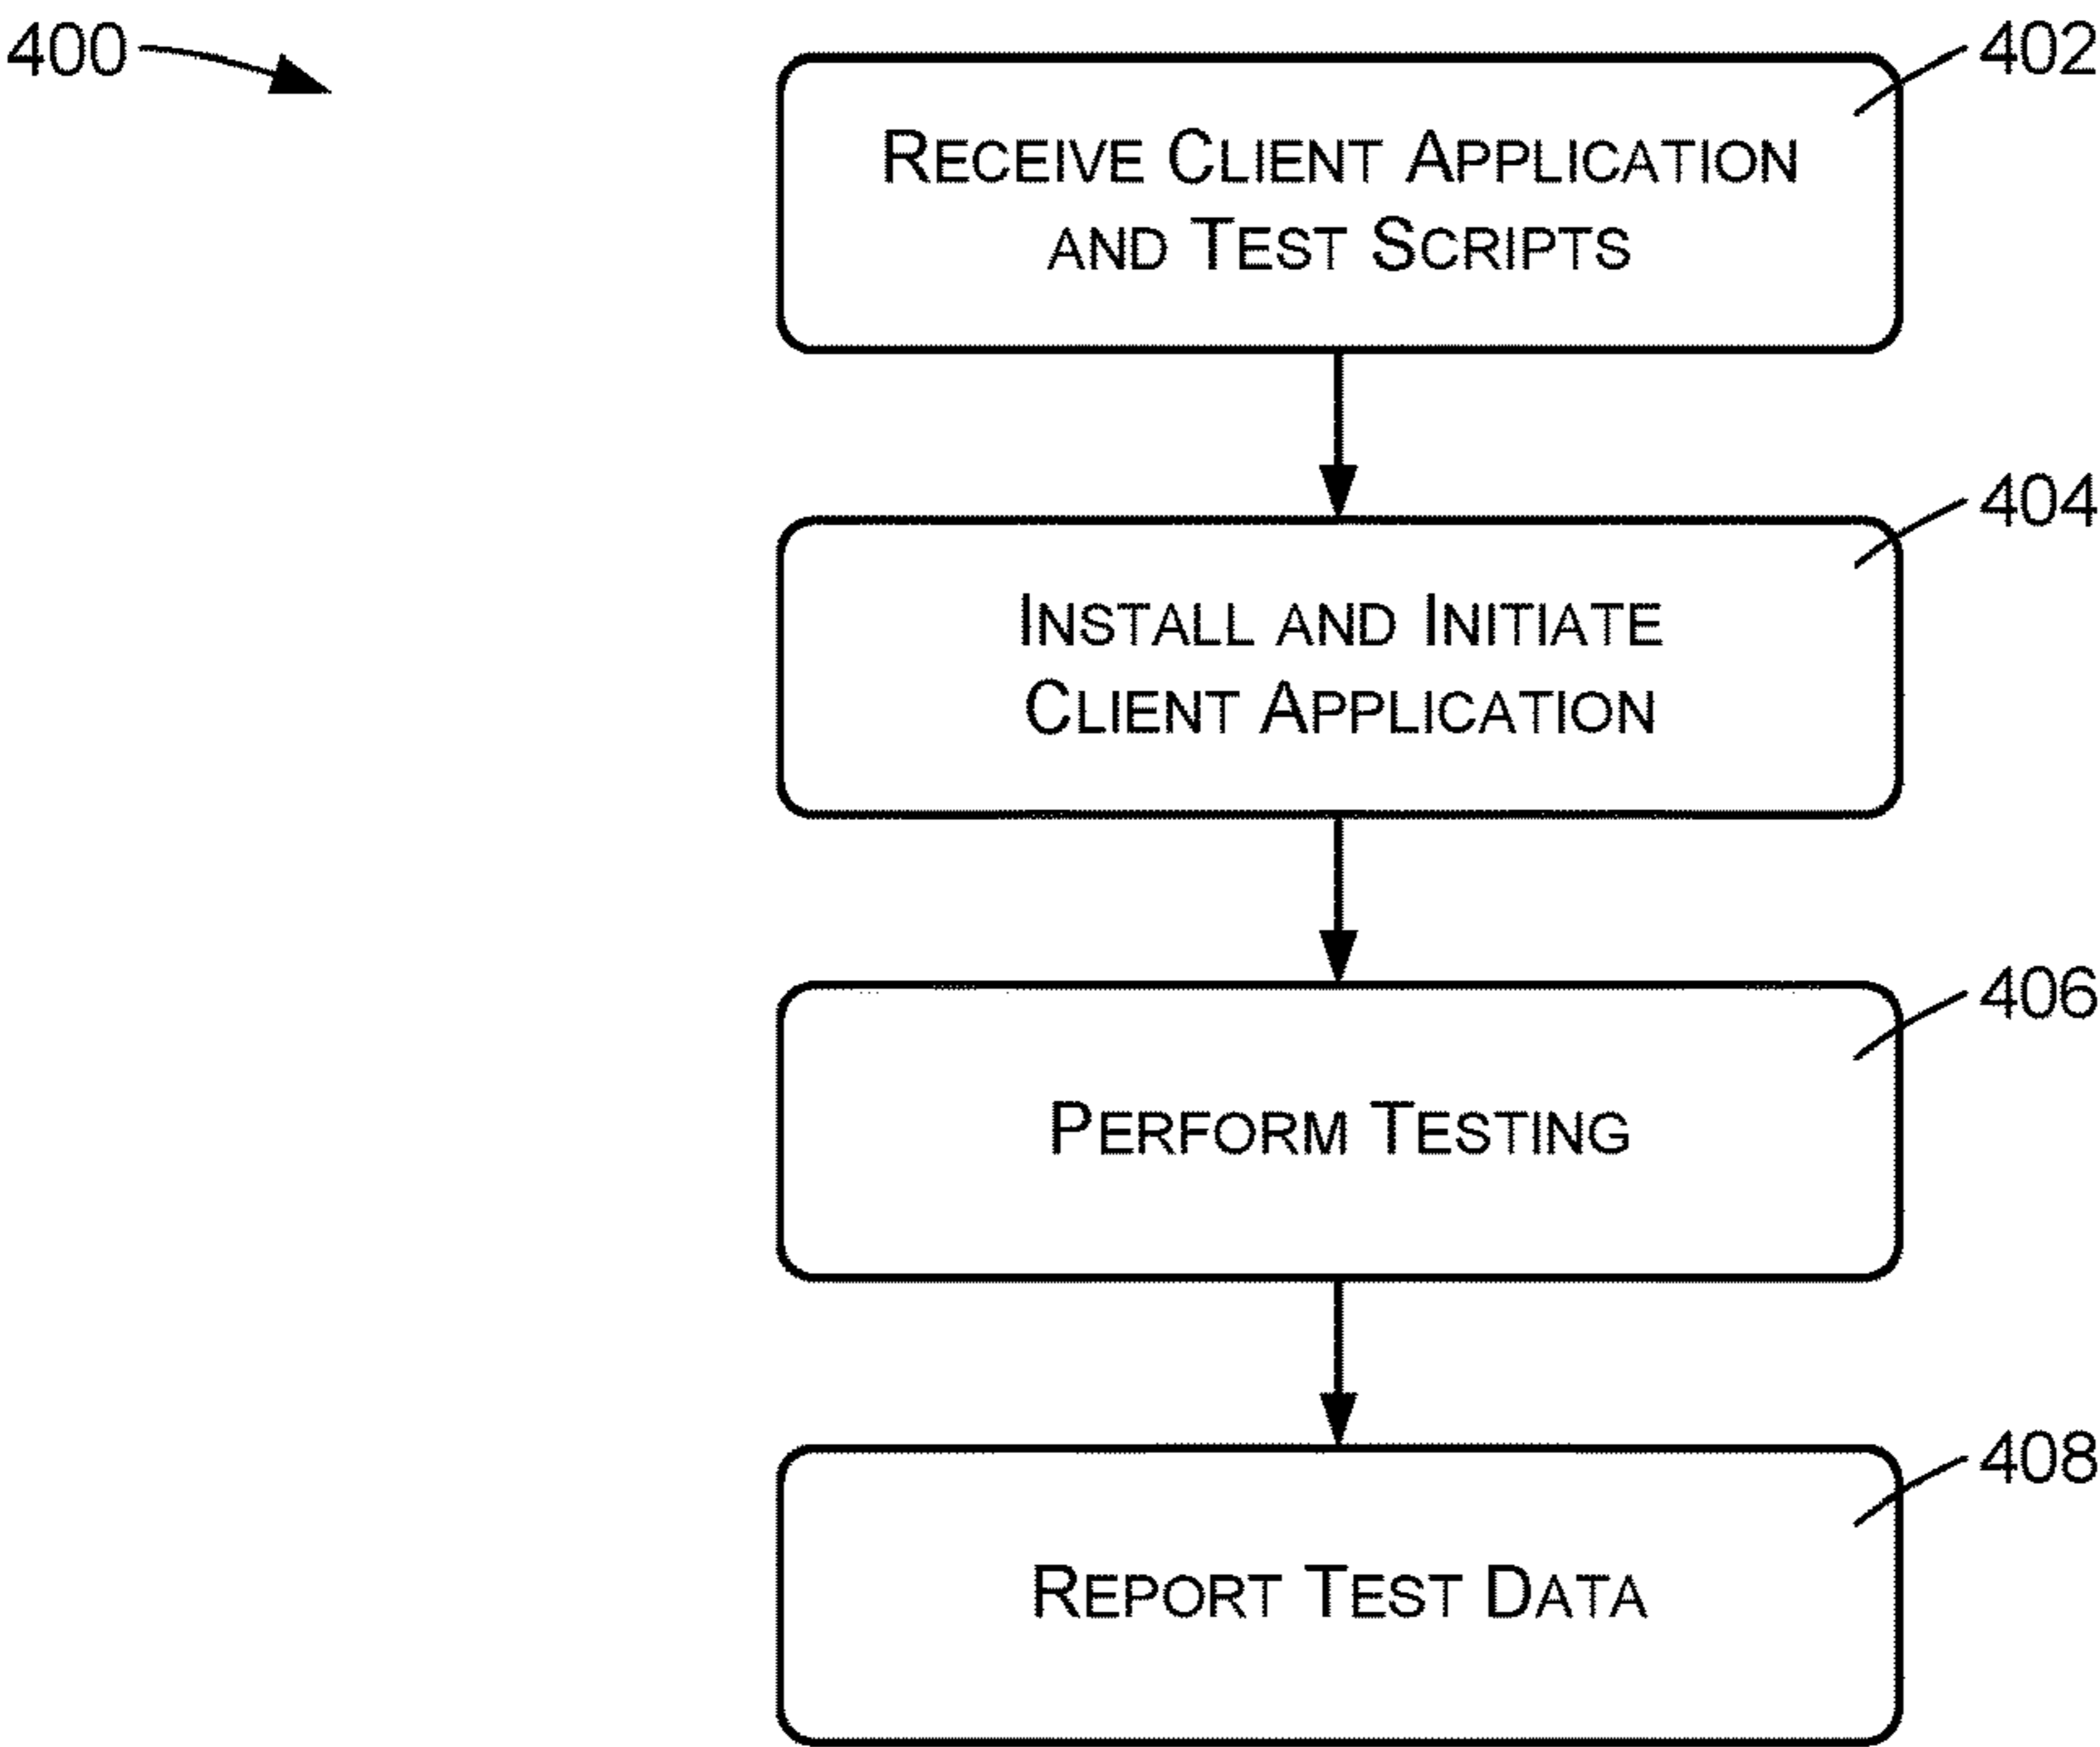 400
402
RECEIVE CLIENT APPLICATION
AND TEST SCRIPTS
404
INSTALL AND INITIATE
CLIENT APPLICATION
406
PERFORM TESTING
408
REPORT TEST DATA